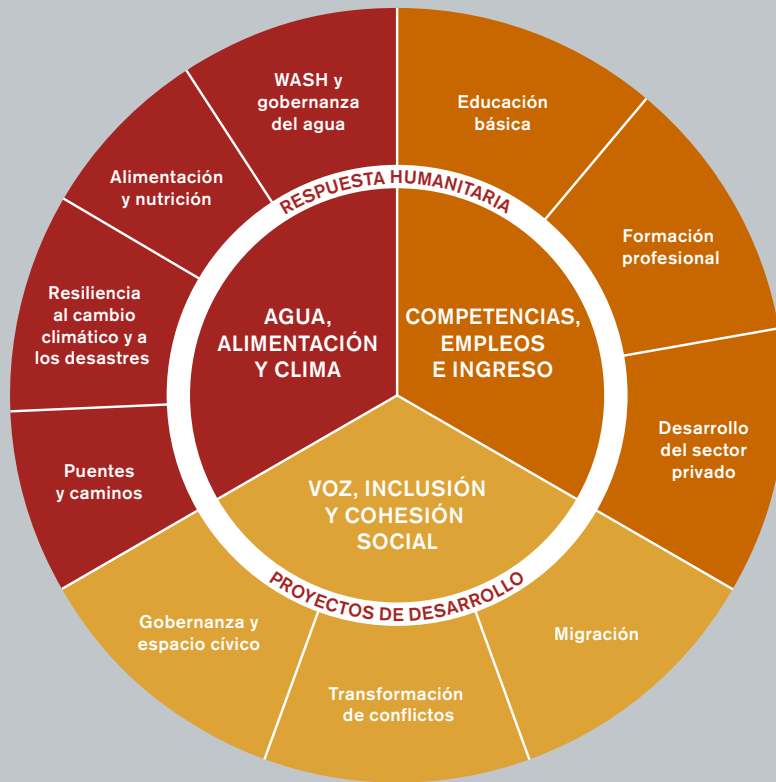 WASH y
gobernanza
del agua
Educación
básica
Alimentación
y nutrición
RESPUESTA HUMANITARIA
Formación
profesional
Resiliencia
al cambio
climático y a
los desastres
AGUA,
ALIMENTACIÓN
Y CLIMA
COMPETENCIAS,
EMPLEOS
E INGRESO
Desarrollo
del sector
privado
Puentes
y caminos
VOZ, INCLUSIÓN
Y COHESIÓN
SOCIAL
PROYECTOS DE DESARROLLO
Gobernanza y
espacio cívico
Migración
Transformación
de conflictos